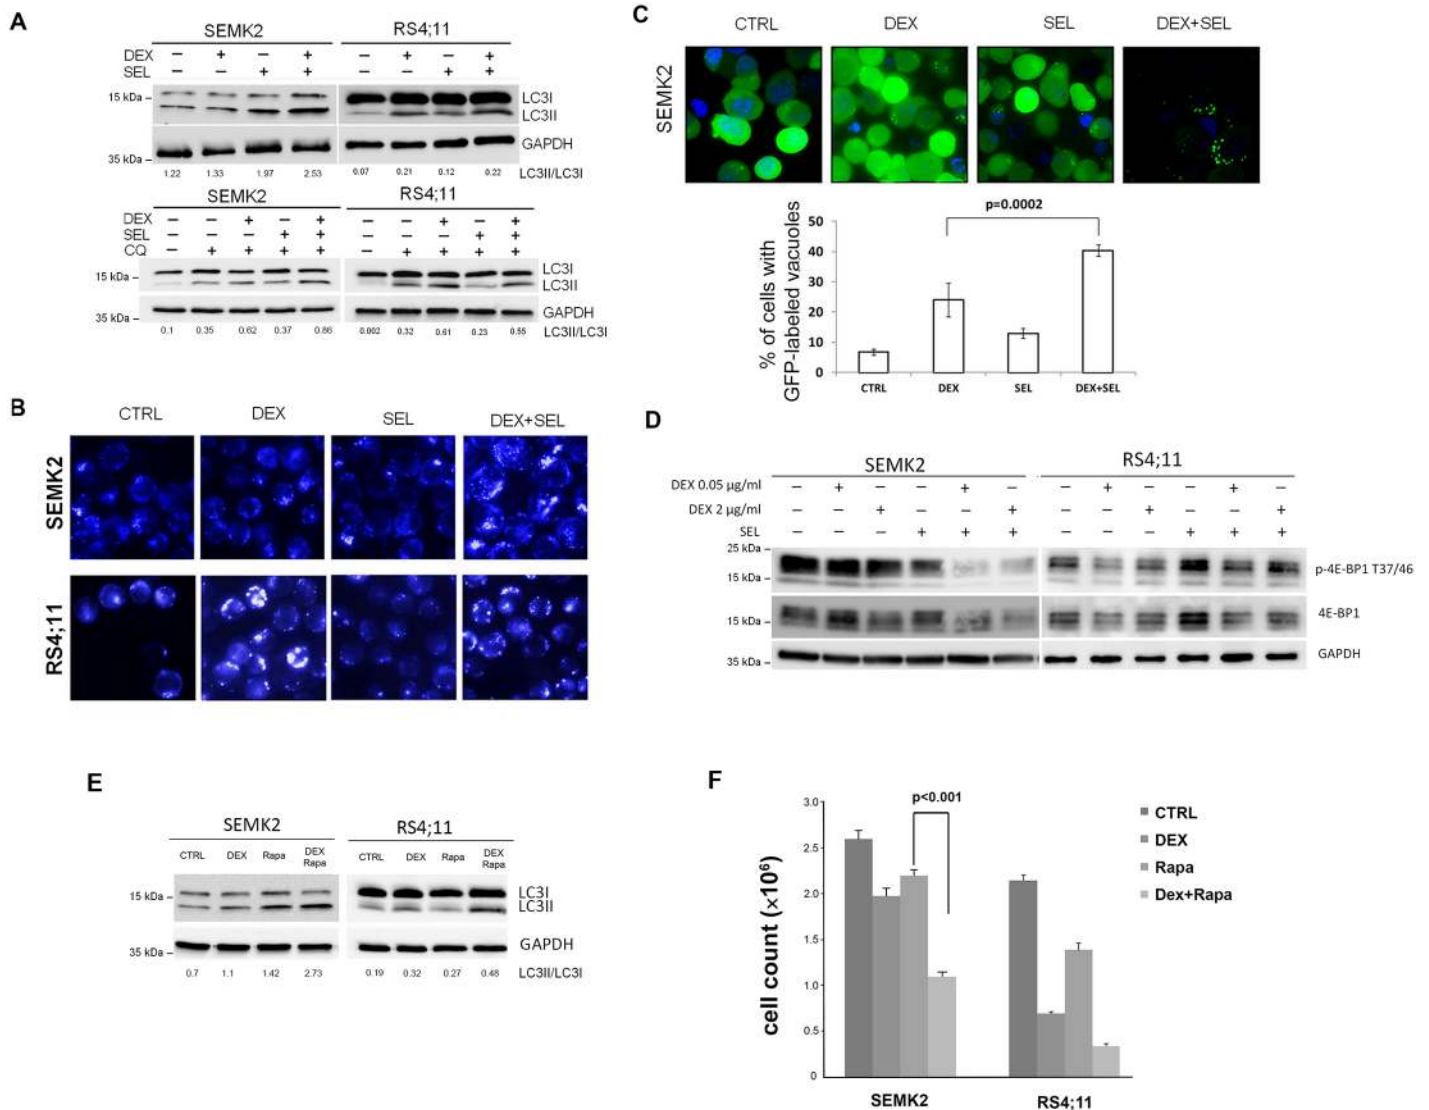 A
SEMK2 RS4;11
DEX – + – + – + – +
SEL – – + + – – + +
15 kDa –
LC3I
LC3II
GAPDH
35 kDa –
1.22 1.33 1.97 2.53 0.07 0.21 0.12 0.22 LC3II/LC3I
SEMK2 RS4;11
DEX – – + – + – – + – +
SEL – – – + + – – – + +
CQ – + + + + – + + + +
15 kDa –
LC3I
LC3II
GAPDH
35 kDa –
0.1 0.35 0.62 0.37 0.86 0.002 0.32 0.61 0.23 0.55 LC3II/LC3I
B
CTRL DEX SEL DEX+SEL
SEMK2
RS4;11
C
CTRL DEX SEL DEX+SEL
SEMK2
p=0.0002
% of cells with
GFP-labeled vacuoles
50
40
30
20
10
0
CTRL DEX SEL DEX+SEL
D
SEMK2 RS4;11
DEX 0.05 µg/ml – + – – + – – + – – + –
DEX 2 µg/ml – – + – – + – – + – – +
SEL – – – + + + – – – + + +
25 kDa –
p-4E-BP1 T37/46
15 kDa –
4E-BP1
15 kDa –
GAPDH
35 kDa –
E
SEMK2 RS4;11
CTRL DEX Rapa DEX Rapa CTRL DEX Rapa DEX Rapa
15 kDa –
LC3I
LC3II
GAPDH
35 kDa –
0.7 1.1 1.42 2.73 0.19 0.32 0.27 0.48 LC3II/LC3I
F
p<0.001
cell count (×10⁶)
3.0
2.5
2.0
1.5
1.0
0.5
0
SEMK2 RS4;11
CTRL
DEX
Rapa
Dex+Rapa